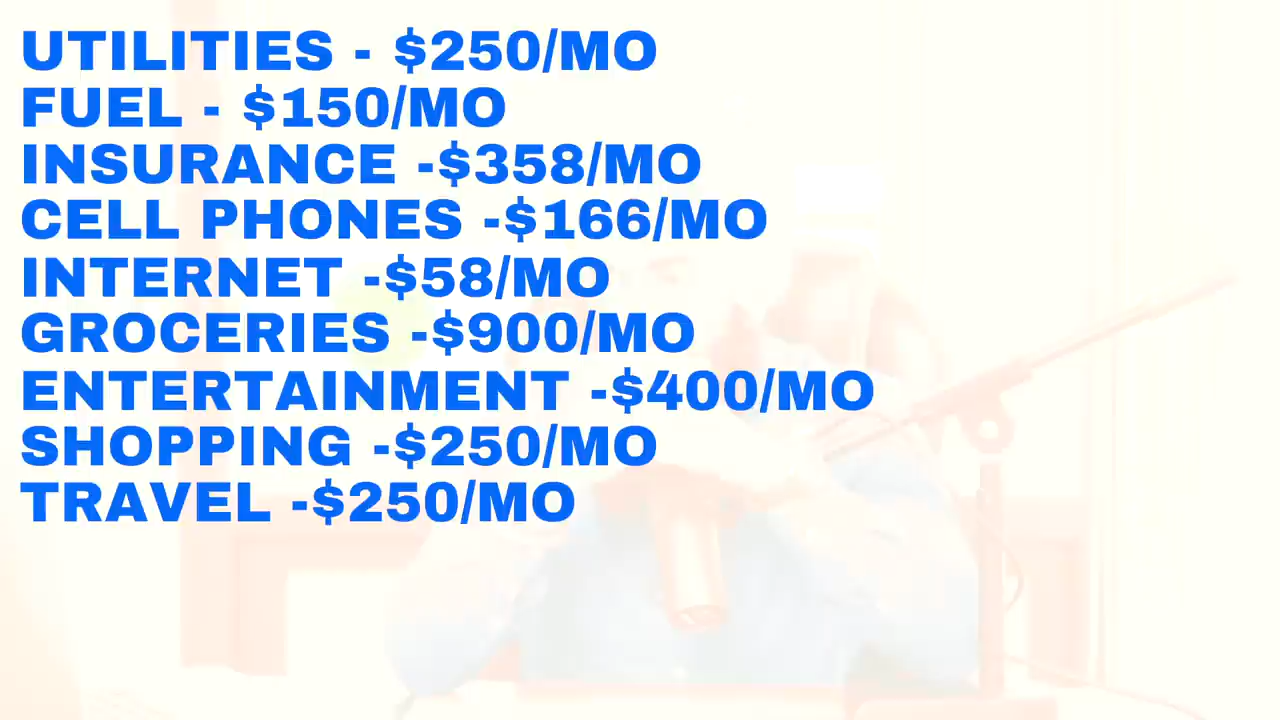 UTILITIES - $250/MO
FUEL - $150/MO
INSURANCE -$358/MO
CELL PHONES -$166/MO
INTERNET -$58/MO
GROCERIES -$900/MO
ENTERTAINMENT -$400/MO
SHOPPING -$250/MO
TRAVEL -$250/MO